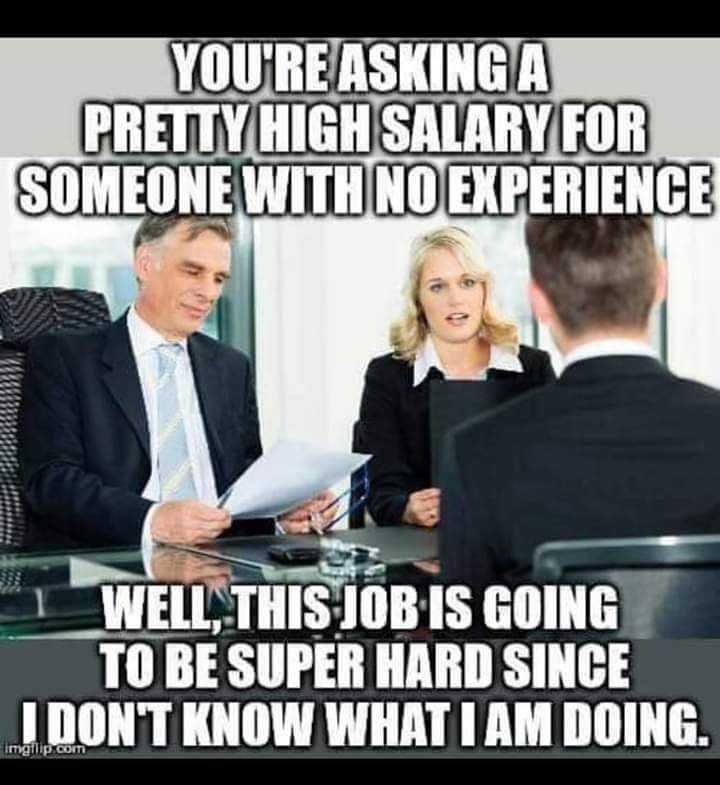 YOU'RE ASKING A
PRETTY HIGH SALARY FOR
SOMEONE WITH NO EXPERIENCE
WELL, THIS JOB IS GOING
TO BE SUPER HARD SINCE
I DON'T KNOW WHAT I AM DOING.
imgflip.com